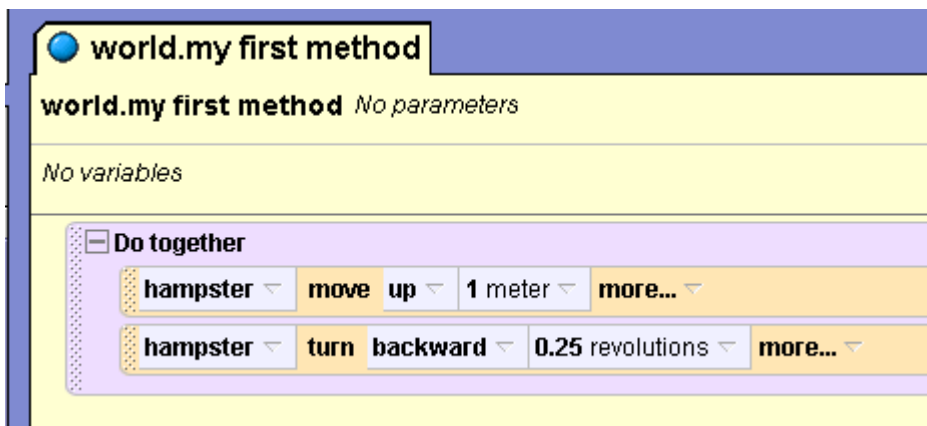 world.my first method
world.my first method No parameters
No variables
Do together
hampster move up 1 meter more...
hampster turn backward 0.25 revolutions more...